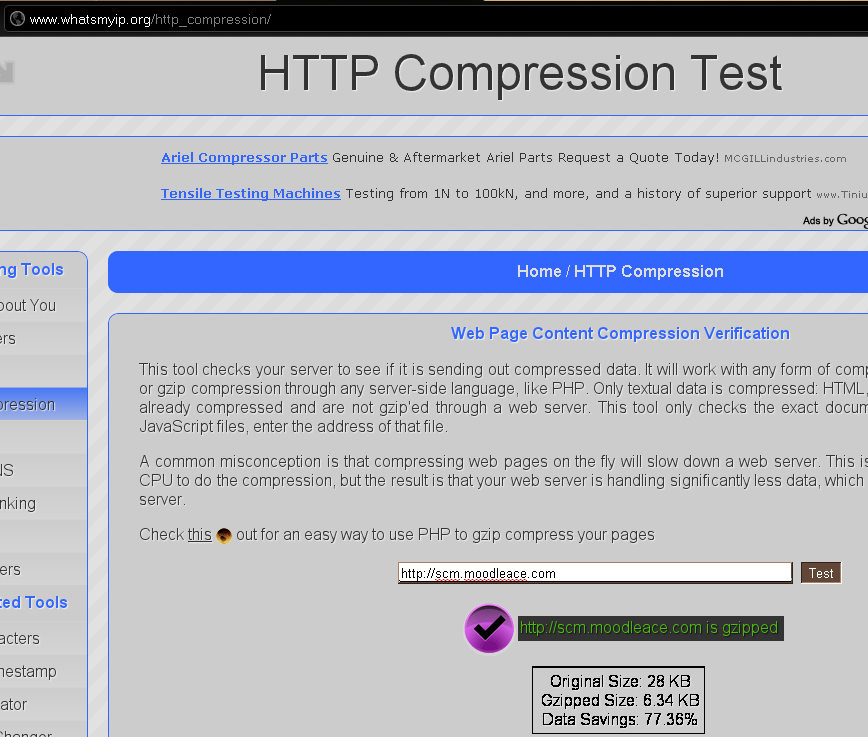 www.whatsmyip.org/http_compression/
HTTP Compression Test
Ariel Compressor Parts Genuine & Aftermarket Ariel Parts Request a Quote Today! MCGILLindustries.com
Tensile Testing Machines Testing from 1N to 100kN, and more, and a history of superior support www.Tiniu
Ads by Goog
ng Tools
bout You
ers
pression
NS
nking
ers
ted Tools
acters
mestamp
ator
Changer
Home / HTTP Compression
Web Page Content Compression Verification
This tool checks your server to see if it is sending out compressed data. It will work with any form of comp
or gzip compression through any server-side language, like PHP. Only textual data is compressed: HTML,
already compressed and are not gzip'ed through a web server. This tool only checks the exact docum
JavaScript files, enter the address of that file.
A common misconception is that compressing web pages on the fly will slow down a web server. This is
CPU to do the compression, but the result is that your web server is handling significantly less data, which
server.
Check this out for an easy way to use PHP to gzip compress your pages
http://scm.moodleace.com Test
http://scm.moodleace.com is gzipped
Original Size: 28 KB
Gzipped Size: 6.34 KB
Data Savings: 77.36%